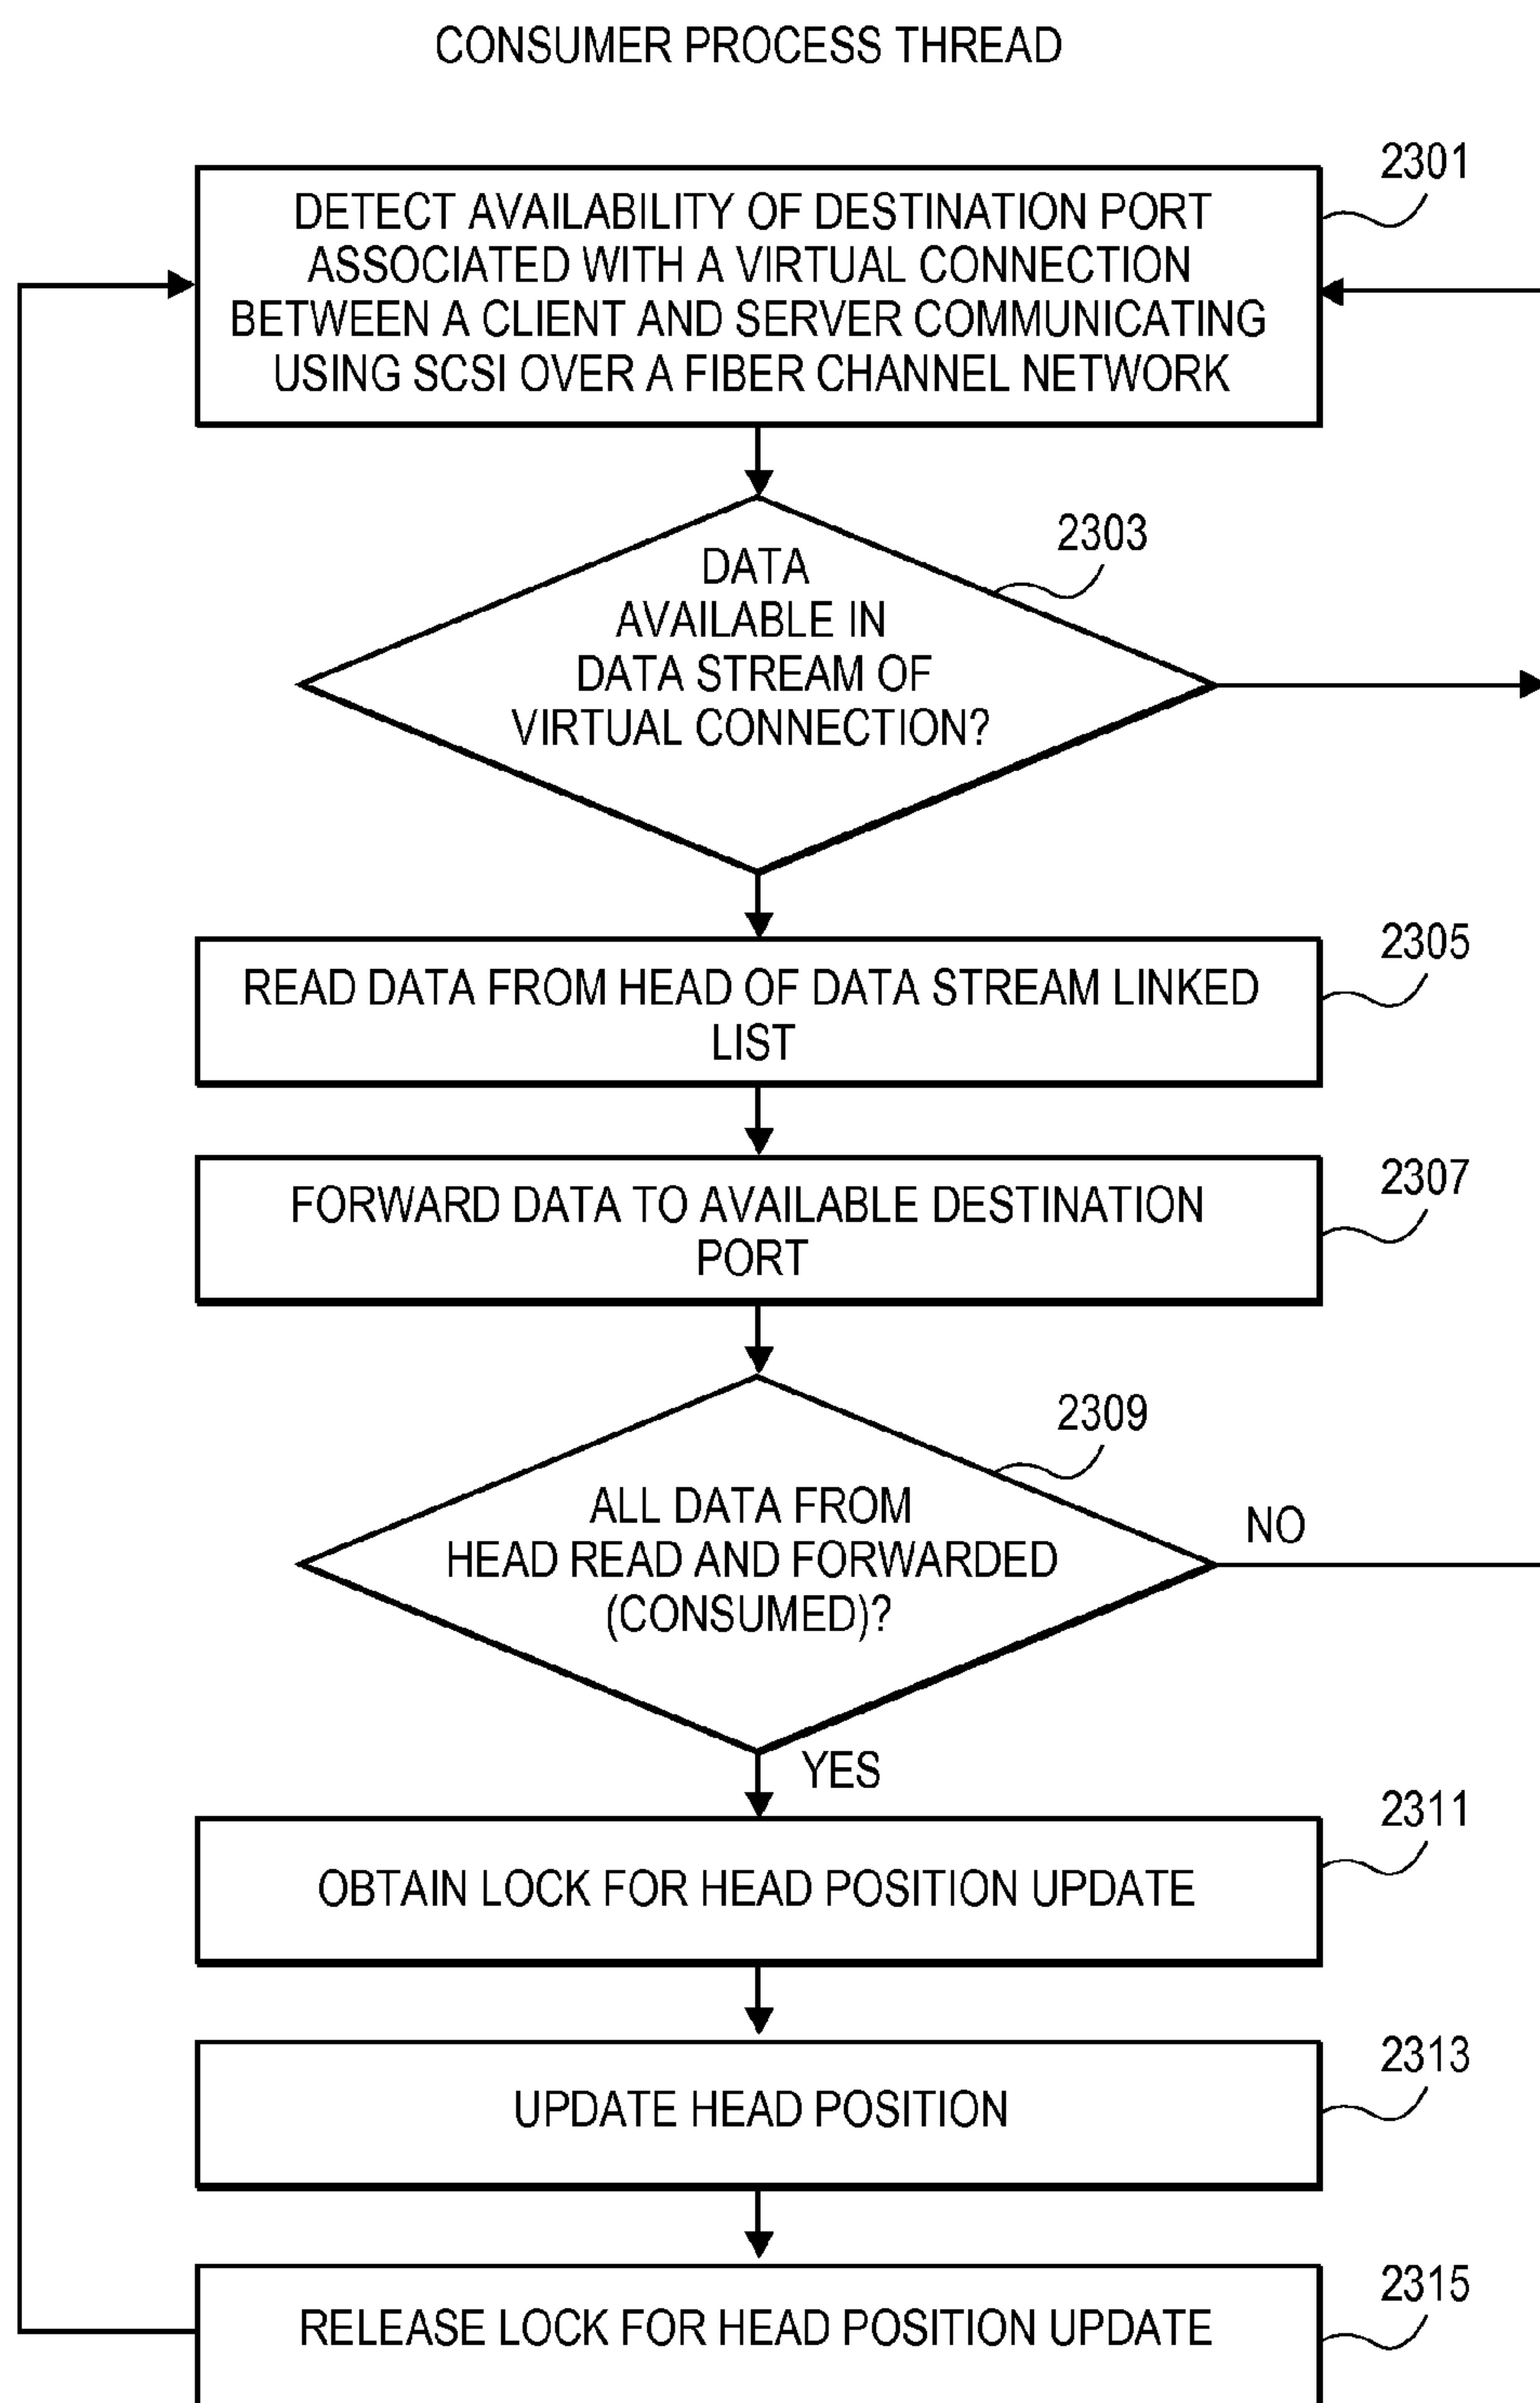 CONSUMER PROCESS THREAD
2301
DETECT AVAILABILITY OF DESTINATION PORT
ASSOCIATED WITH A VIRTUAL CONNECTION
BETWEEN A CLIENT AND SERVER COMMUNICATING
USING SCSI OVER A FIBER CHANNEL NETWORK
2303
DATA
AVAILABLE IN
DATA STREAM OF
VIRTUAL CONNECTION?
2305
READ DATA FROM HEAD OF DATA STREAM LINKED
LIST
2307
FORWARD DATA TO AVAILABLE DESTINATION
PORT
2309
ALL DATA FROM
HEAD READ AND FORWARDED
(CONSUMED)?
NO
YES
2311
OBTAIN LOCK FOR HEAD POSITION UPDATE
2313
UPDATE HEAD POSITION
2315
RELEASE LOCK FOR HEAD POSITION UPDATE